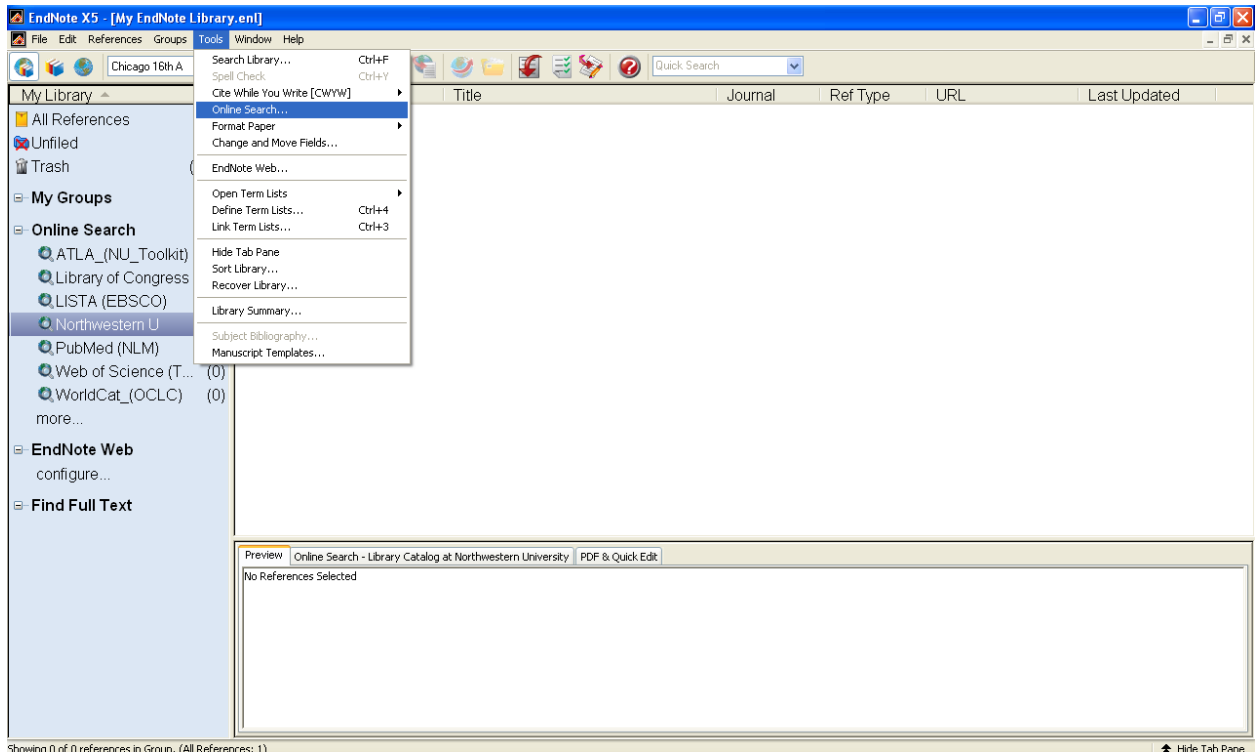 EndNote X5 - [My EndNote Library.enl]
File Edit References Groups Tools Window Help
Chicago 16th A
Quick Search
My Library
Title Journal Ref Type URL Last Updated
All References
Unfiled
Trash (
My Groups
Online Search
ATLA_(NU_Toolkit)
Library of Congress
LISTA (EBSCO)
Northwestern U
PubMed (NLM)
Web of Science (T... (0)
WorldCat_(OCLC) (0)
more...
EndNote Web
configure...
Find Full Text
Search Library... Ctrl+F
Spell Check Ctrl+Y
Cite While You Write [CWYW]
Online Search...
Format Paper
Change and Move Fields...
EndNote Web...
Open Term Lists
Define Term Lists... Ctrl+4
Link Term Lists... Ctrl+3
Hide Tab Pane
Sort Library...
Recover Library...
Library Summary...
Subject Bibliography...
Manuscript Templates...
Preview Online Search - Library Catalog at Northwestern University PDF & Quick Edit
No References Selected
Showing 0 of 0 references in Group. (All References: 1)
Hide Tab Pane